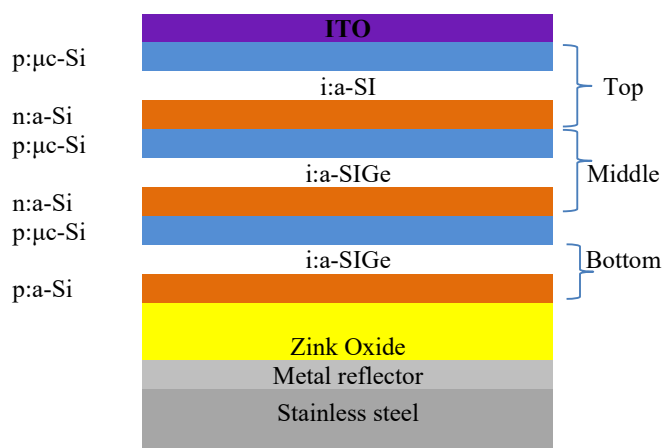 ITO
p:μc-Si
i:a-SI
Top
n:a-Si
p:μc-Si
i:a-SIGe
Middle
n:a-Si
p:μc-Si
i:a-SIGe
Bottom
p:a-Si
Zink Oxide
Metal reflector
Stainless steel